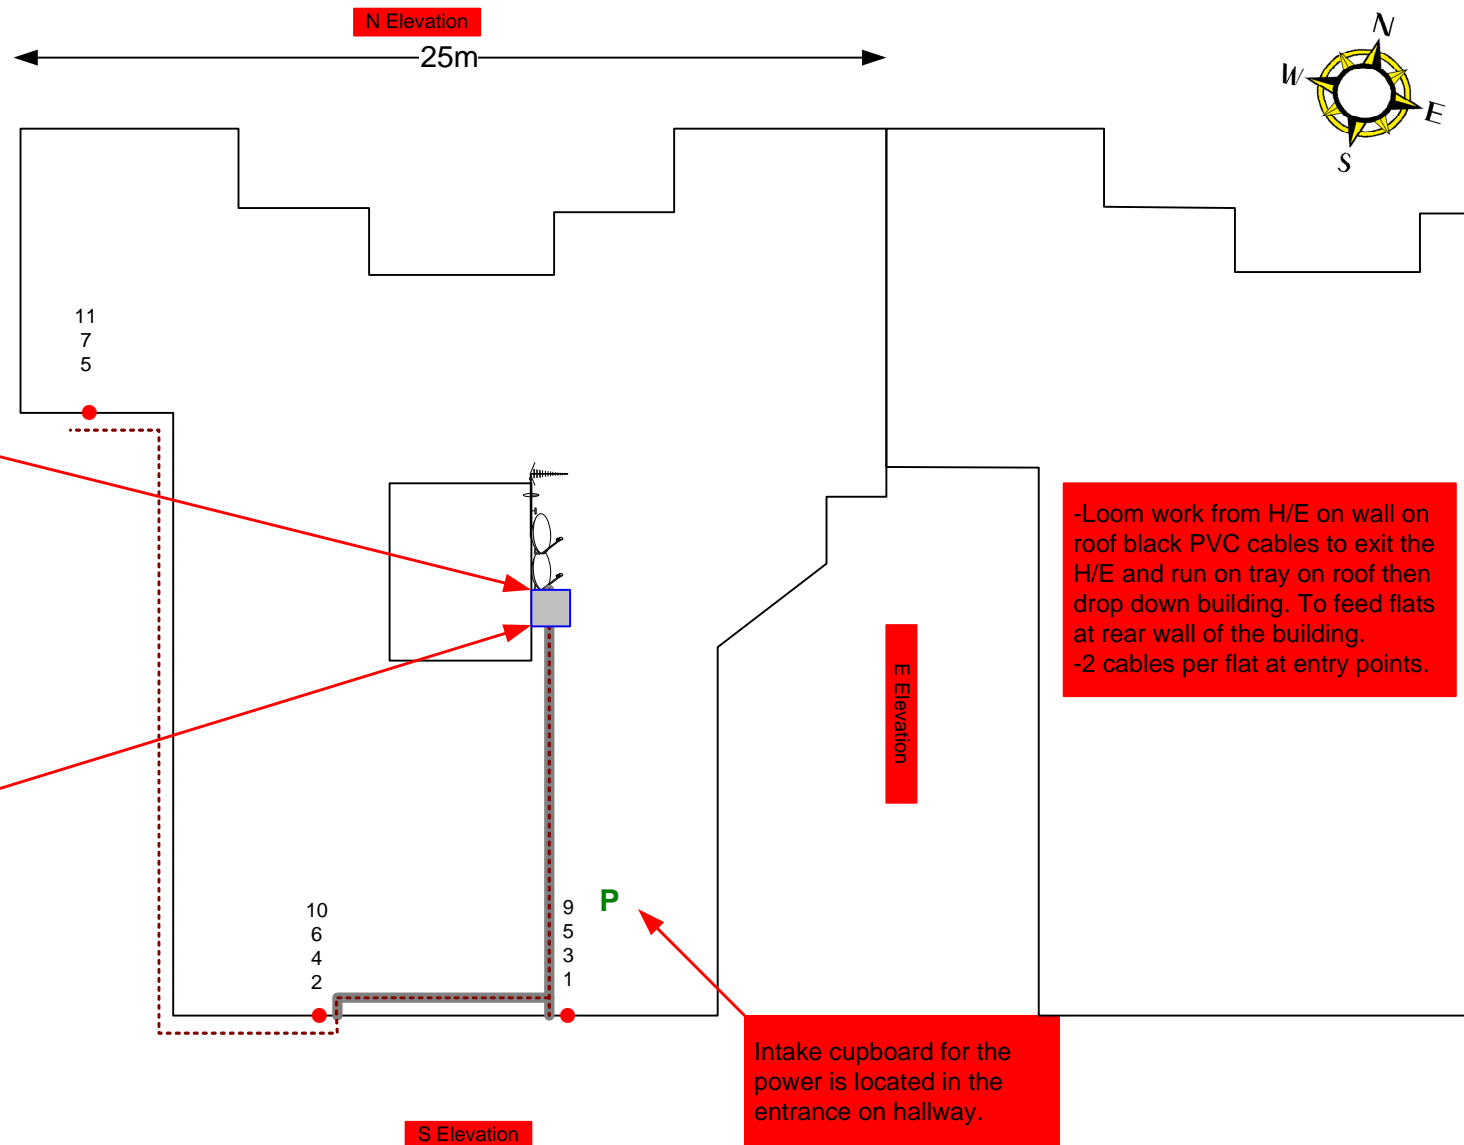 N Elevation
25m
N
W
E
S
11
7
5
-Loom work from H/E on wall on
roof black PVC cables to exit the
H/E and run on tray on roof then
drop down building. To feed flats
at rear wall of the building.
-2 cables per flat at entry points.
E Elevation
10
6
4
2
9
5
3
1
P
Intake cupboard for the
power is located in the
entrance on hallway.
S Elevation